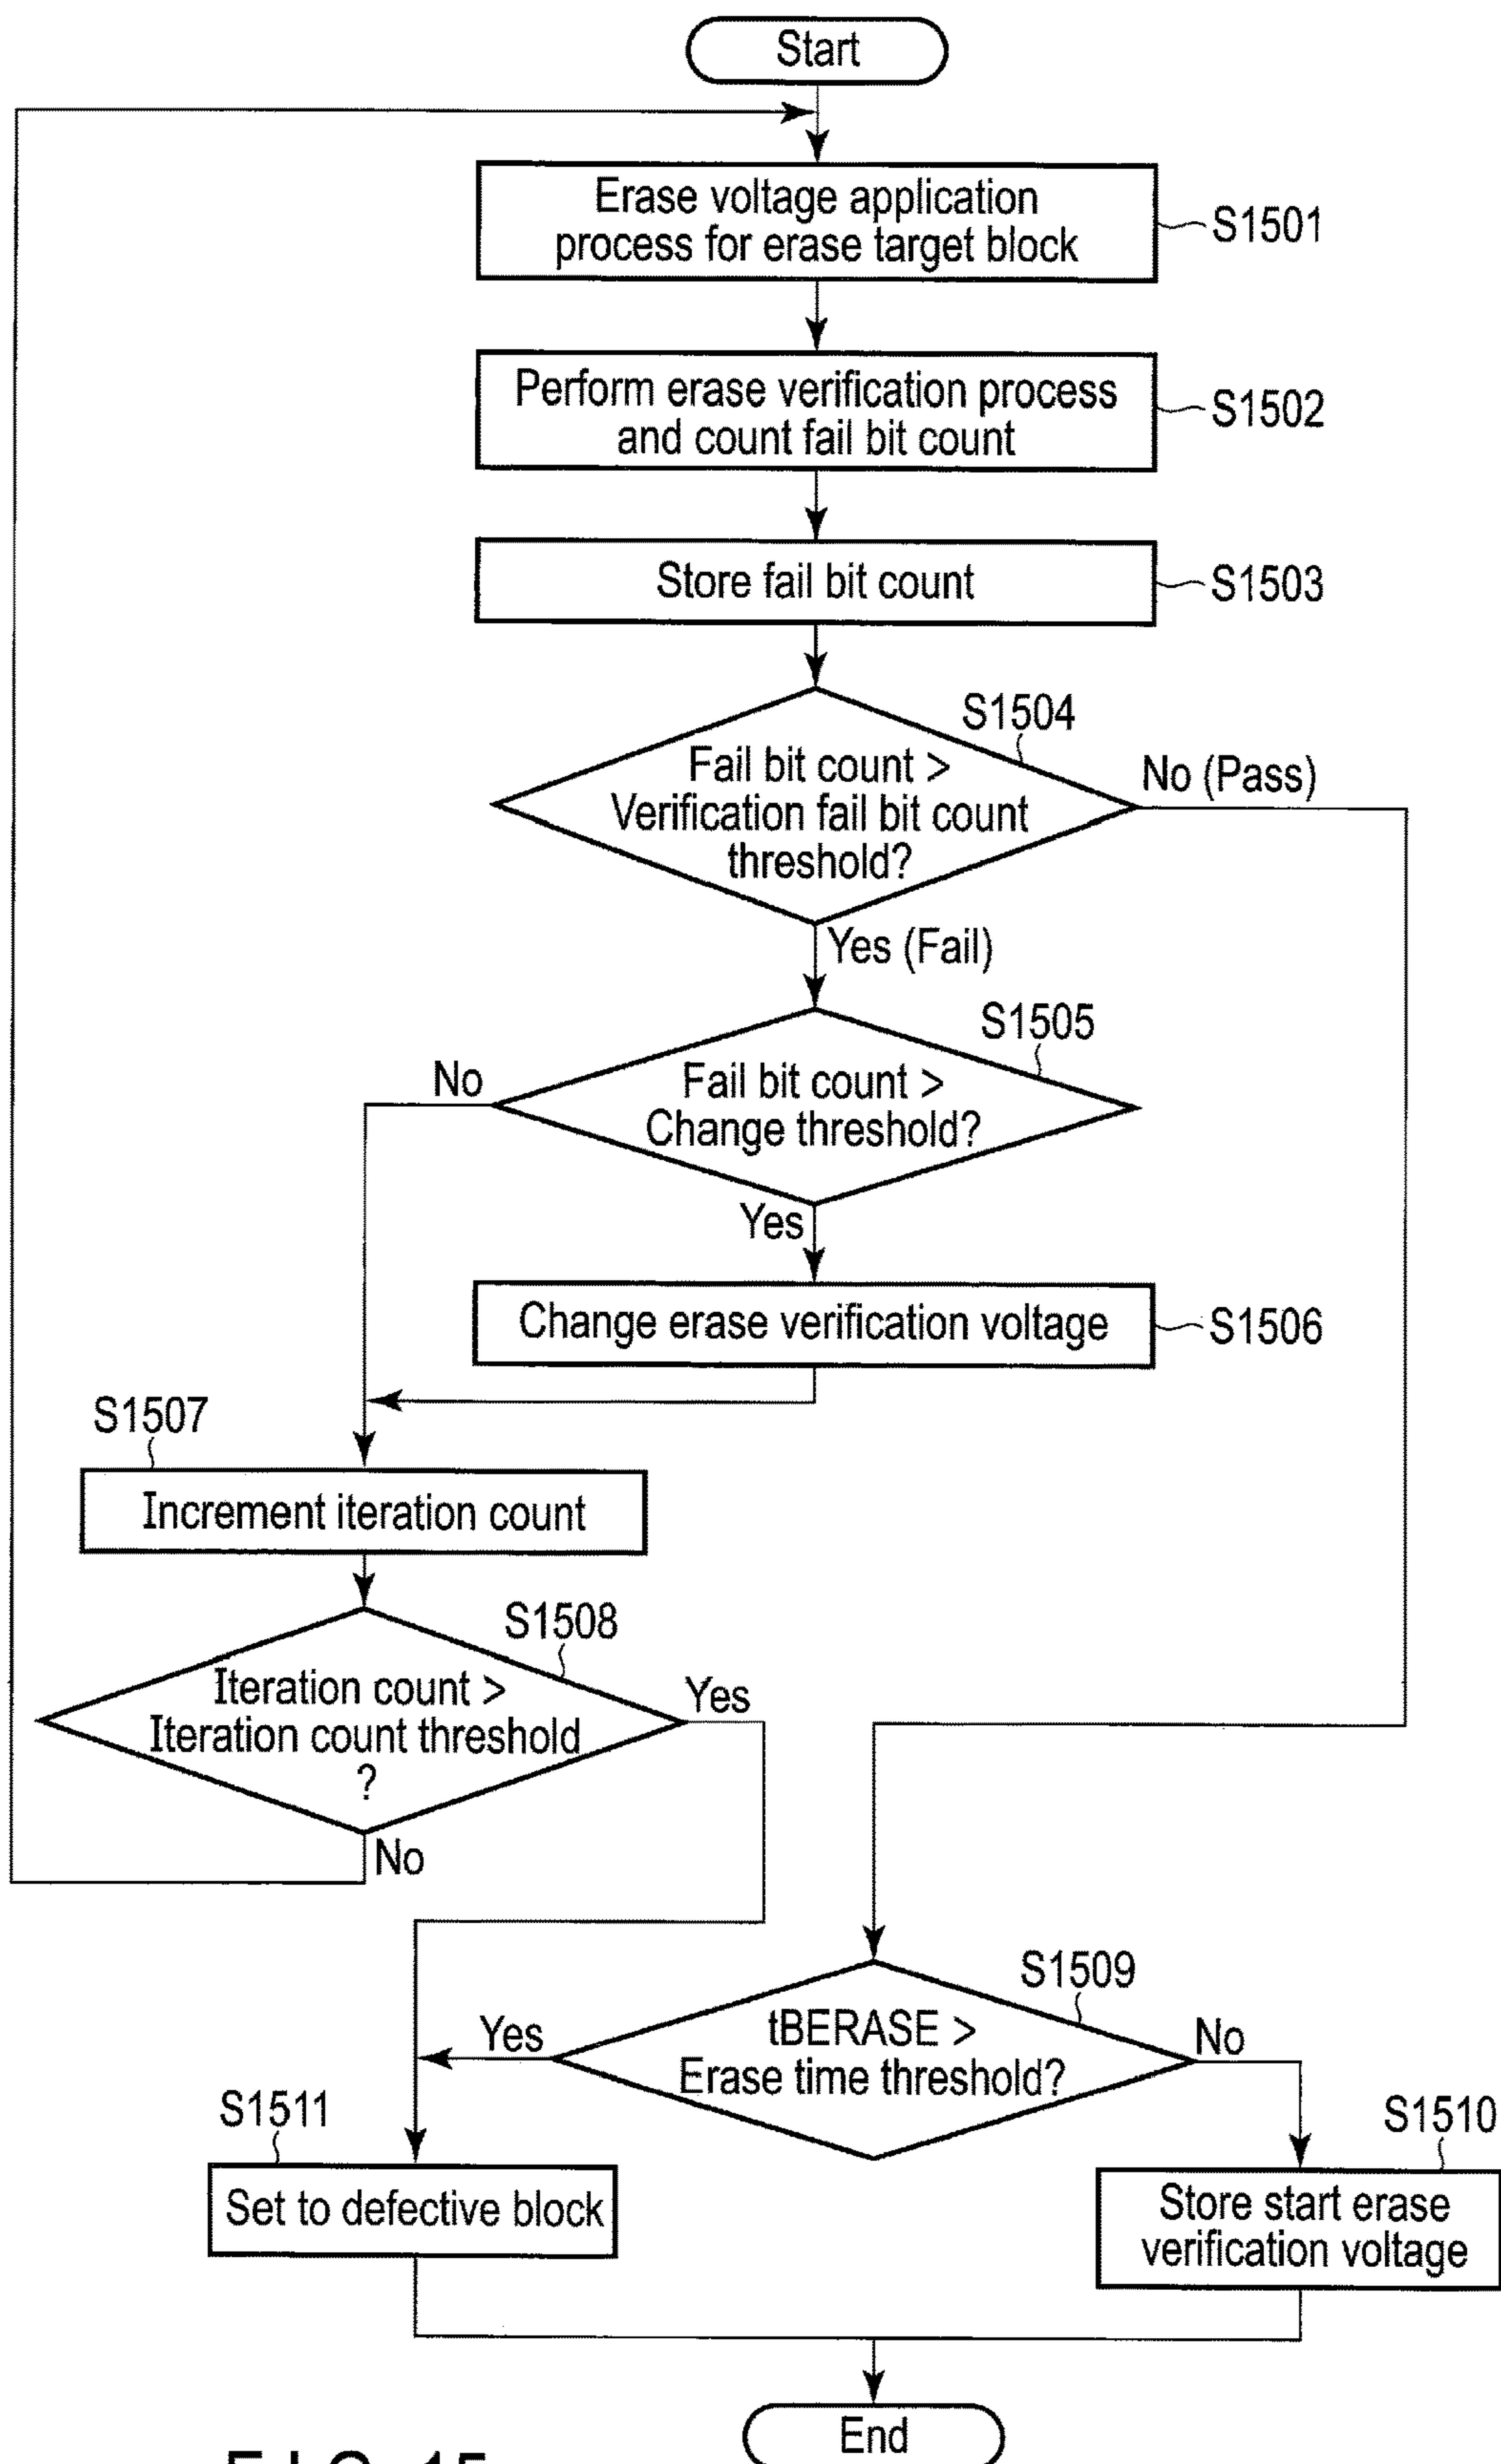 Start
Erase voltage application
process for erase target block
S1501
Perform erase verification process
and count fail bit count
S1502
Store fail bit count
S1503
S1504
Fail bit count >
Verification fail bit count
threshold?
No (Pass)
Yes (Fail)
S1505
Fail bit count >
Change threshold?
No
Yes
Change erase verification voltage
S1506
S1507
Increment iteration count
S1508
Iteration count >
Iteration count threshold
?
Yes
No
S1509
tBERASE >
Erase time threshold?
Yes
No
S1511
Set to defective block
S1510
Store start erase
verification voltage
End
FIG. 15